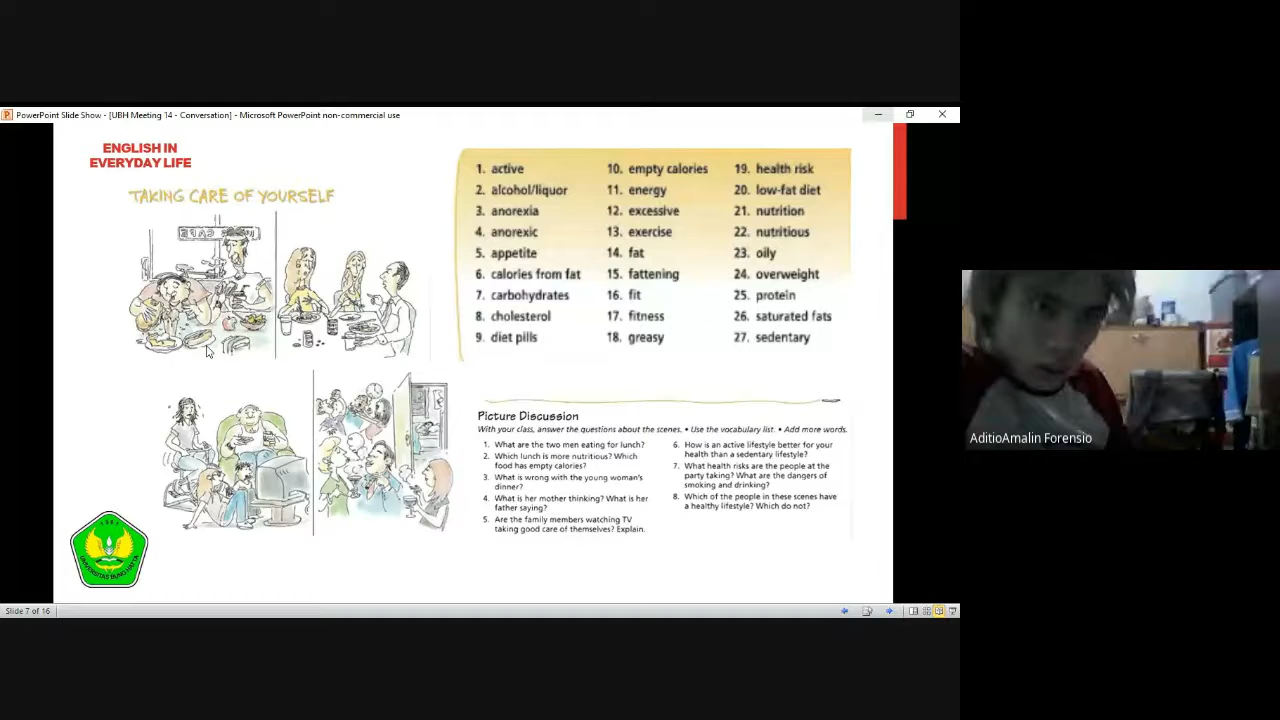 PowerPoint Slide Show - [UBH Meeting 14 - Conversation] - Microsoft PowerPoint non-commercial use
ENGLISH IN
EVERYDAY LIFE
TAKING CARE OF YOURSELF
1. active
2. alcohol/liquor
3. anorexia
4. anorexic
5. appetite
6. calories from fat
7. carbohydrates
8. cholesterol
9. diet pills
10. empty calories
11. energy
12. excessive
13. exercise
14. fat
15. fattening
16. fit
17. fitness
18. greasy
19. health risk
20. low-fat diet
21. nutrition
22. nutritious
23. oily
24. overweight
25. protein
26. saturated fats
27. sedentary
Picture Discussion
With your class, answer the questions about the scenes. • Use the vocabulary list. • Add more words.
1. What are the two men eating for lunch?
2. Which lunch is more nutritious? Which
food has empty calories?
3. What is wrong with the young woman's
dinner?
4. What is her mother thinking? What is her
father saying?
5. Are the family members watching TV
taking good care of themselves? Explain.
6. How is an active lifestyle better for your
health than a sedentary lifestyle?
7. What health risks are the people at the
party taking? What are the dangers of
smoking and drinking?
8. Which of the people in these scenes have
a healthy lifestyle? Which do not?
1981
UNIVERSITAS BUNG HATTA
Slide 7 of 16
AditioAmalin Forensio